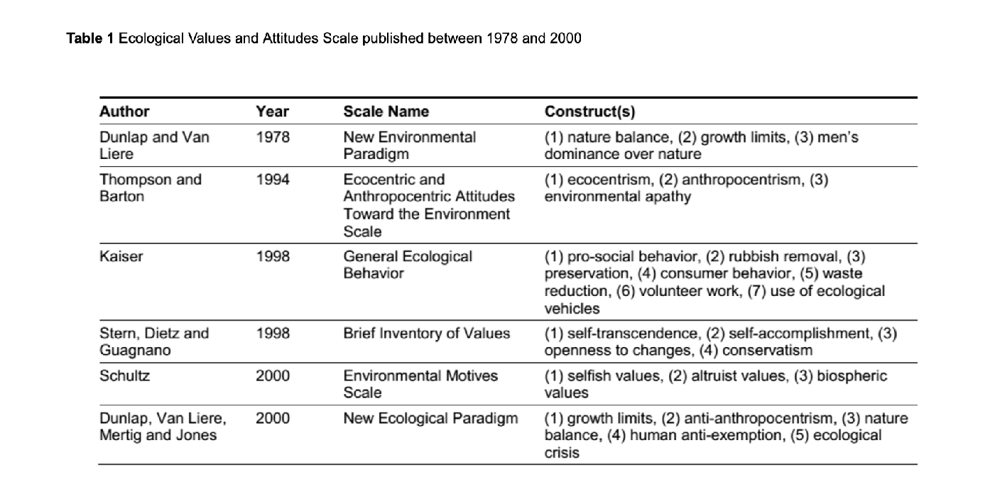 Table 1 Ecological Values and Attitudes Scale published between 1978 and 2000
Author Year Scale Name Construct(s)
Dunlap and Van 1978 New Environmental (1) nature balance, (2) growth limits, (3) men's
Liere Paradigm dominance over nature
Thompson and 1994 Ecocentric and (1) ecocentrism, (2) anthropocentrism, (3)
Barton Anthropocentric Attitudes environmental apathy
Toward the Environment
Scale
Kaiser 1998 General Ecological (1) pro-social behavior, (2) rubbish removal, (3)
Behavior preservation, (4) consumer behavior, (5) waste
reduction, (6) volunteer work, (7) use of ecological
vehicles
Stern, Dietz and 1998 Brief Inventory of Values (1) self-transcendence, (2) self-accomplishment, (3)
Guagnano openness to changes, (4) conservatism
Schultz 2000 Environmental Motives (1) selfish values, (2) altruist values, (3) biospheric
Scale values
Dunlap, Van Liere, 2000 New Ecological Paradigm (1) growth limits, (2) anti-anthropocentrism, (3) nature
Mertig and Jones balance, (4) human anti-exemption, (5) ecological
crisis